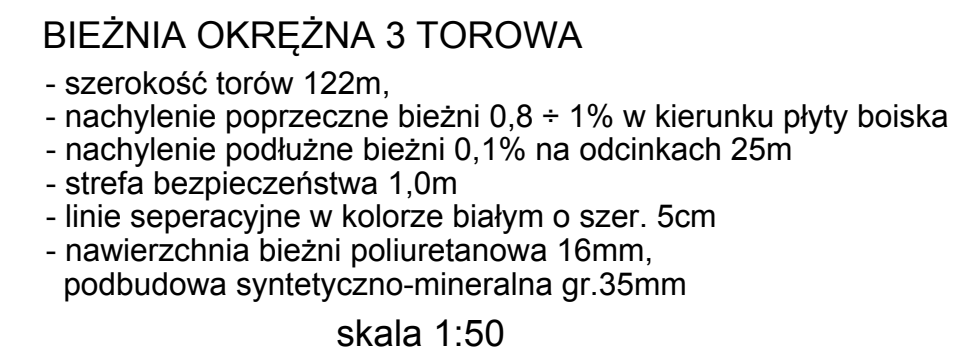 BIEŻNIA OKRĘŻNA 3 TOROWA
- szerokość torów 122m,
- nachylenie poprzeczne bieżni 0,8 ÷ 1% w kierunku płyty boiska
- nachylenie podłużne bieżni 0,1% na odcinkach 25m
- strefa bezpieczeństwa 1,0m
- linie seperacyjne w kolorze białym o szer. 5cm
- nawierzchnia bieżni poliuretanowa 16mm,
podbudowa syntetyczno-mineralna gr.35mm
skala 1:50